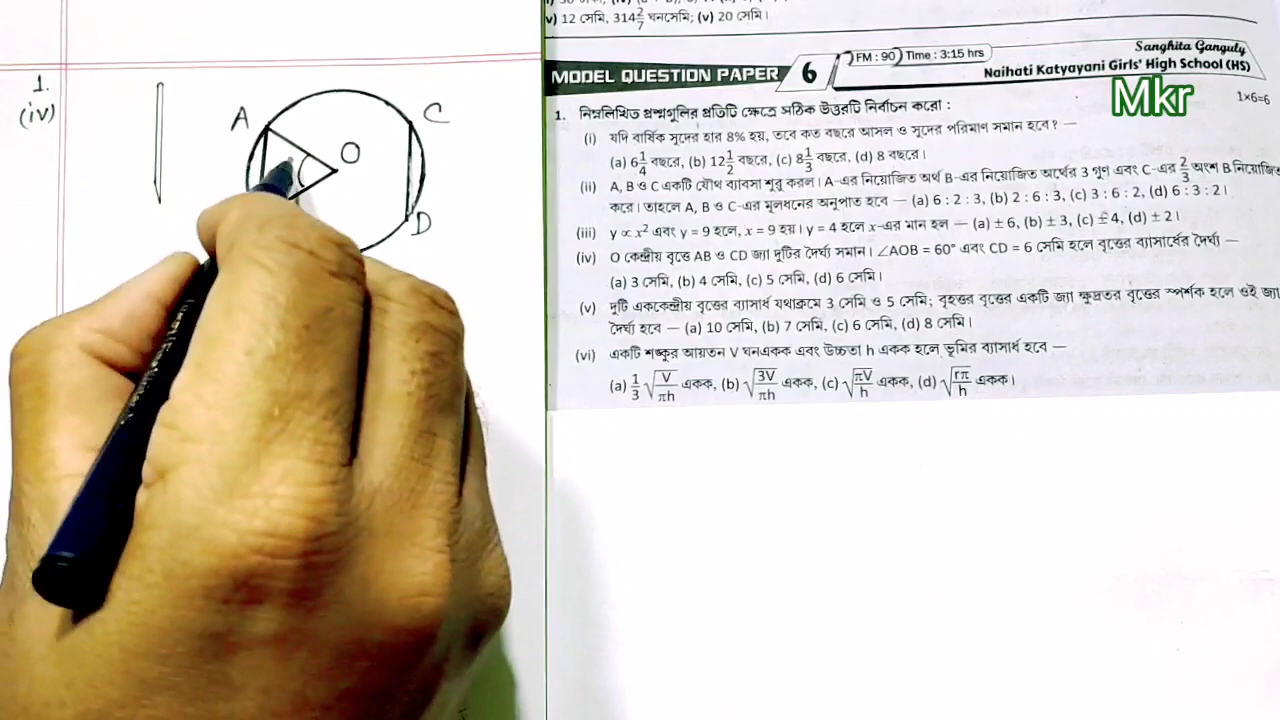 1.
(iv)
A
C
O
D
v) 12 সেমি, 314 2/7 ঘনসেমি; (v) 20 সেমি।
MODEL QUESTION PAPER 6
FM : 90 Time : 3:15 hrs
Sanghita Ganguly
Naihati Katyayani Girls' High School (HS)
Mkr
1. নিম্নলিখিত প্রশ্নগুলির প্রতিটি ক্ষেত্রে সঠিক উত্তরটি নির্বাচন করো : 1×6=6
(i) যদি বার্ষিক সুদের হার 8% হয়, তবে কত বছরে আসল ও সুদের পরিমাণ সমান হবে? —
(a) 6 1/4 বছরে, (b) 12 1/2 বছরে, (c) 8 1/3 বছরে, (d) 8 বছরে।
(ii) A, B ও C একটি যৌথ ব্যাবসা শুরু করল। A-এর নিয়োজিত অর্থ B-এর নিয়োজিত অর্থের 3 গুণ এবং C-এর 2/3 অংশ B নিয়োজিত
করে। তাহলে A, B ও C-এর মূলধনের অনুপাত হবে — (a) 6 : 2 : 3, (b) 2 : 6 : 3, (c) 3 : 6 : 2, (d) 6 : 3 : 2।
(iii) y ∝ x² এবং y = 9 হলে, x = 9 হয়। y = 4 হলে x-এর মান হল — (a) ± 6, (b) ± 3, (c) ± 4, (d) ± 2।
(iv) O কেন্দ্রীয় বৃত্তে AB ও CD জ্যা দুটির দৈর্ঘ্য সমান। ∠AOB = 60° এবং CD = 6 সেমি হলে বৃত্তের ব্যাসার্ধের দৈর্ঘ্য —
(a) 3 সেমি, (b) 4 সেমি, (c) 5 সেমি, (d) 6 সেমি।
(v) দুটি এককেন্দ্রীয় বৃত্তের ব্যাসার্ধ যথাক্রমে 3 সেমি ও 5 সেমি; বৃহত্তর বৃত্তের একটি জ্যা ক্ষুদ্রতর বৃত্তের স্পর্শক হলে ওই জ্যা
দৈর্ঘ্য হবে — (a) 10 সেমি, (b) 7 সেমি, (c) 6 সেমি, (d) 8 সেমি।
(vi) একটি শঙ্কুর আয়তন V ঘনএকক এবং উচ্চতা h একক হলে ভূমির ব্যাসার্ধ হবে —
(a) 1/3 √(V/πh) একক, (b) √(3V/πh) একক, (c) √(πV/h) একক, (d) √(rπ/h) একক।